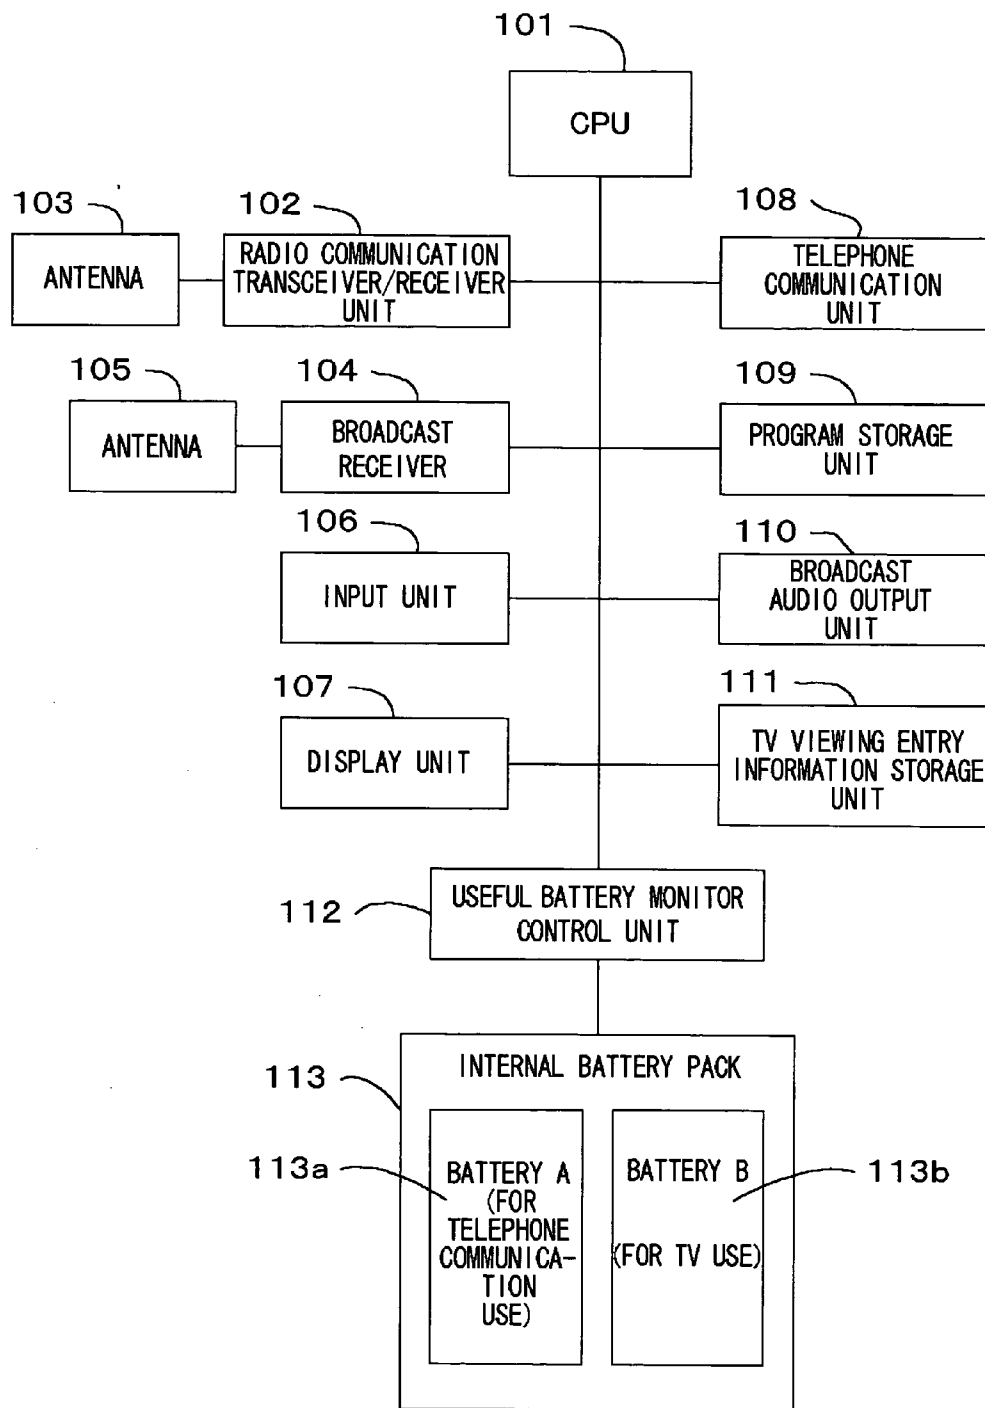 101
CPU
103
102
108
ANTENNA
RADIO COMMUNICATION
TRANSCEIVER/RECEIVER
UNIT
TELEPHONE
COMMUNICATION
UNIT
105
104
109
ANTENNA
BROADCAST
RECEIVER
PROGRAM STORAGE
UNIT
106
110
INPUT UNIT
BROADCAST
AUDIO OUTPUT
UNIT
107
111
DISPLAY UNIT
TV VIEWING ENTRY
INFORMATION STORAGE
UNIT
112
USEFUL BATTERY MONITOR
CONTROL UNIT
113
INTERNAL BATTERY PACK
113a
BATTERY A
(FOR
TELEPHONE
COMMUNICA-
TION
USE)
BATTERY B
(FOR TV USE)
113b